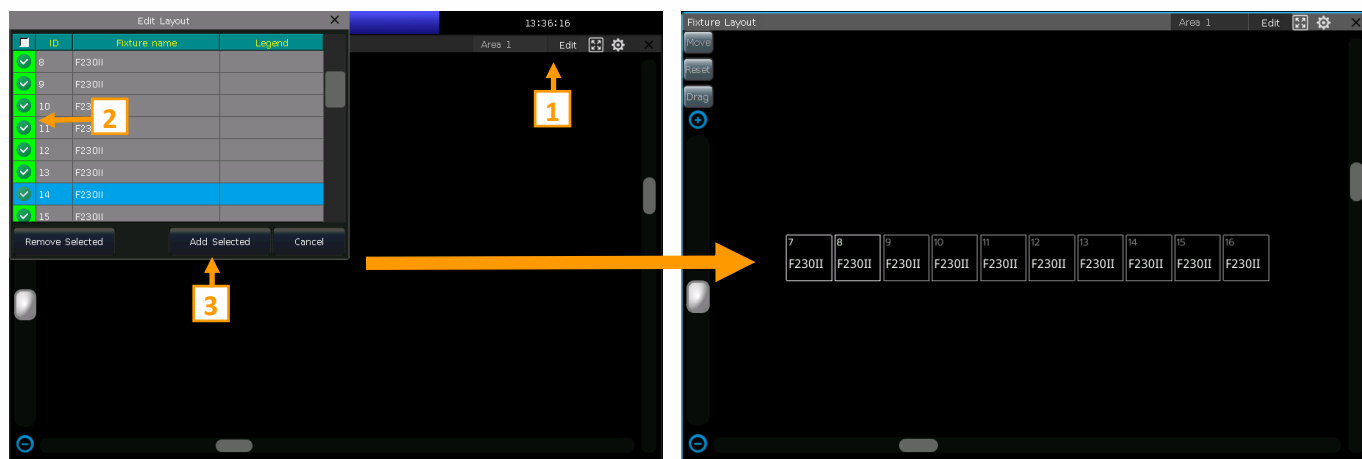 Edit Layout
13:36:16
ID Fixture name Legend
Area 1 Edit
8 F230II
9 F230II
10 F23
11 F23
12 F230II
13 F230II
14 F230II
15 F230II
Remove Selected Add Selected Cancel
1
2
3
Fixture Layout Area 1 Edit
Move
Reset
Drag
7 8 9 10 11 12 13 14 15 16
F230II F230II F230II F230II F230II F230II F230II F230II F230II F230II